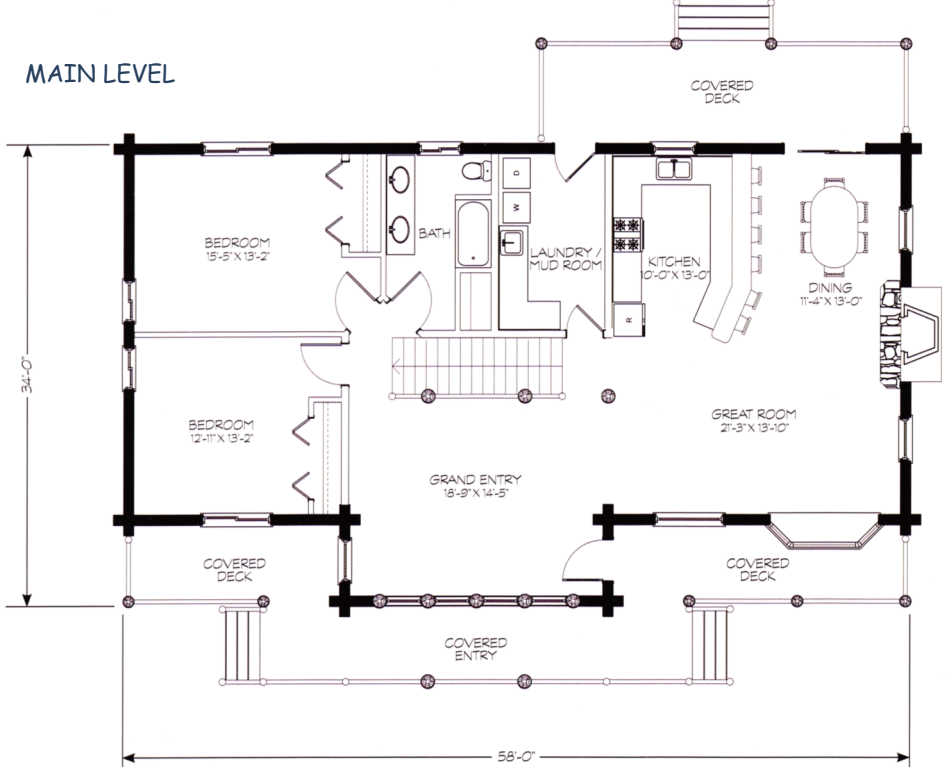 MAIN LEVEL
COVERED
DECK
BEDROOM
15'-5" X 13'-2"
BATH
D
W
LAUNDRY /
MUD ROOM
KITCHEN
10'-0" X 13'-0"
R
DINING
11'-4" X 13'-0"
34'-0"
BEDROOM
12'-11" X 13'-2"
GREAT ROOM
21'-3" X 13'-10"
GRAND ENTRY
18'-9" X 14'-5"
COVERED
DECK
COVERED
DECK
COVERED
ENTRY
58'-0"